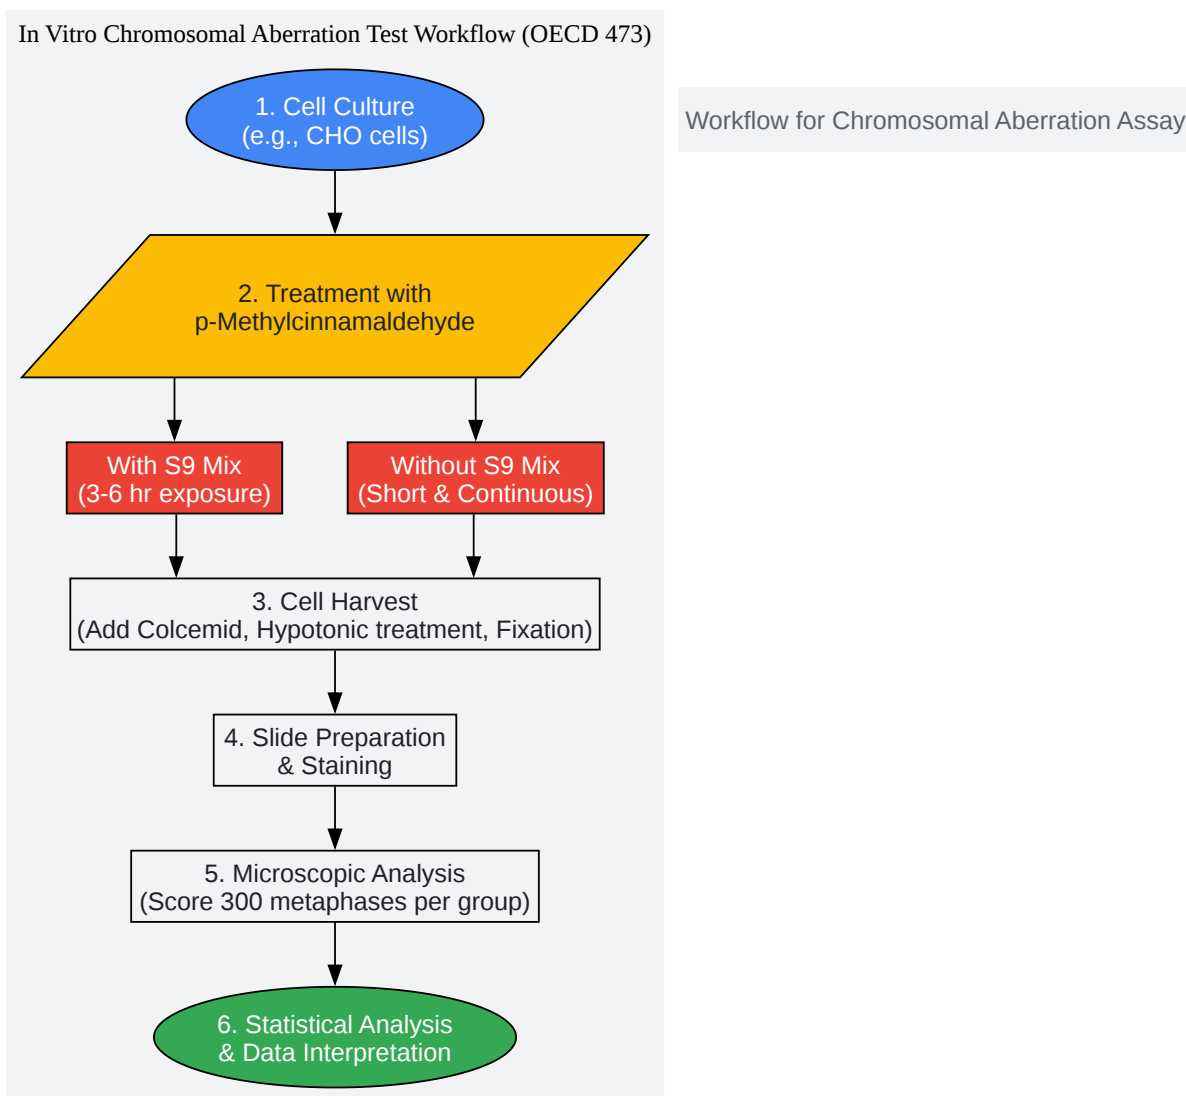 In Vitro Chromosomal Aberration Test Workflow (OECD 473)
Workflow for Chromosomal Aberration Assay
1. Cell Culture
(e.g., CHO cells)
2. Treatment with
p-Methylcinnamaldehyde
With S9 Mix
(3-6 hr exposure)
Without S9 Mix
(Short & Continuous)
3. Cell Harvest
(Add Colcemid, Hypotonic treatment, Fixation)
4. Slide Preparation
& Staining
5. Microscopic Analysis
(Score 300 metaphases per group)
6. Statistical Analysis
& Data Interpretation